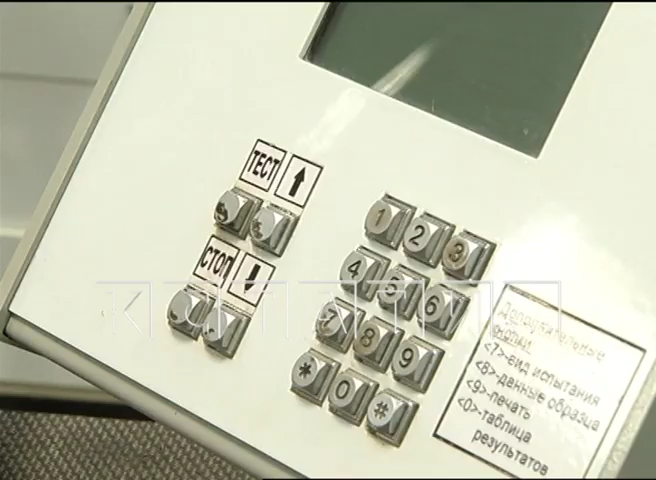 ТЕСТ ↑
СТОП ↓
1 2 3
4 5 6
7 8 9
* 0 #
Дополнительные
кнопки:
<7>-вид испытания
<8>-данные образца
<9>-печать
<0>-таблица
результатов